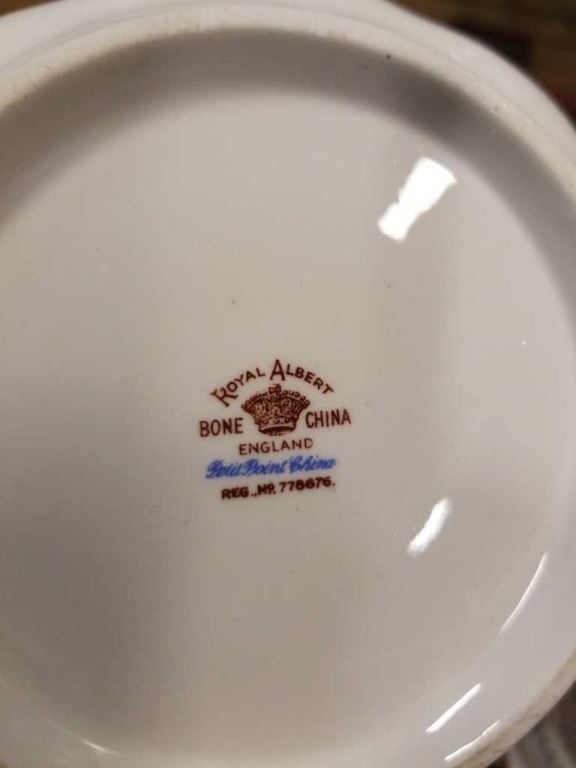 ROYAL ALBERT
BONE CHINA
ENGLAND
Petit Point China
REG. Nº. 778676.